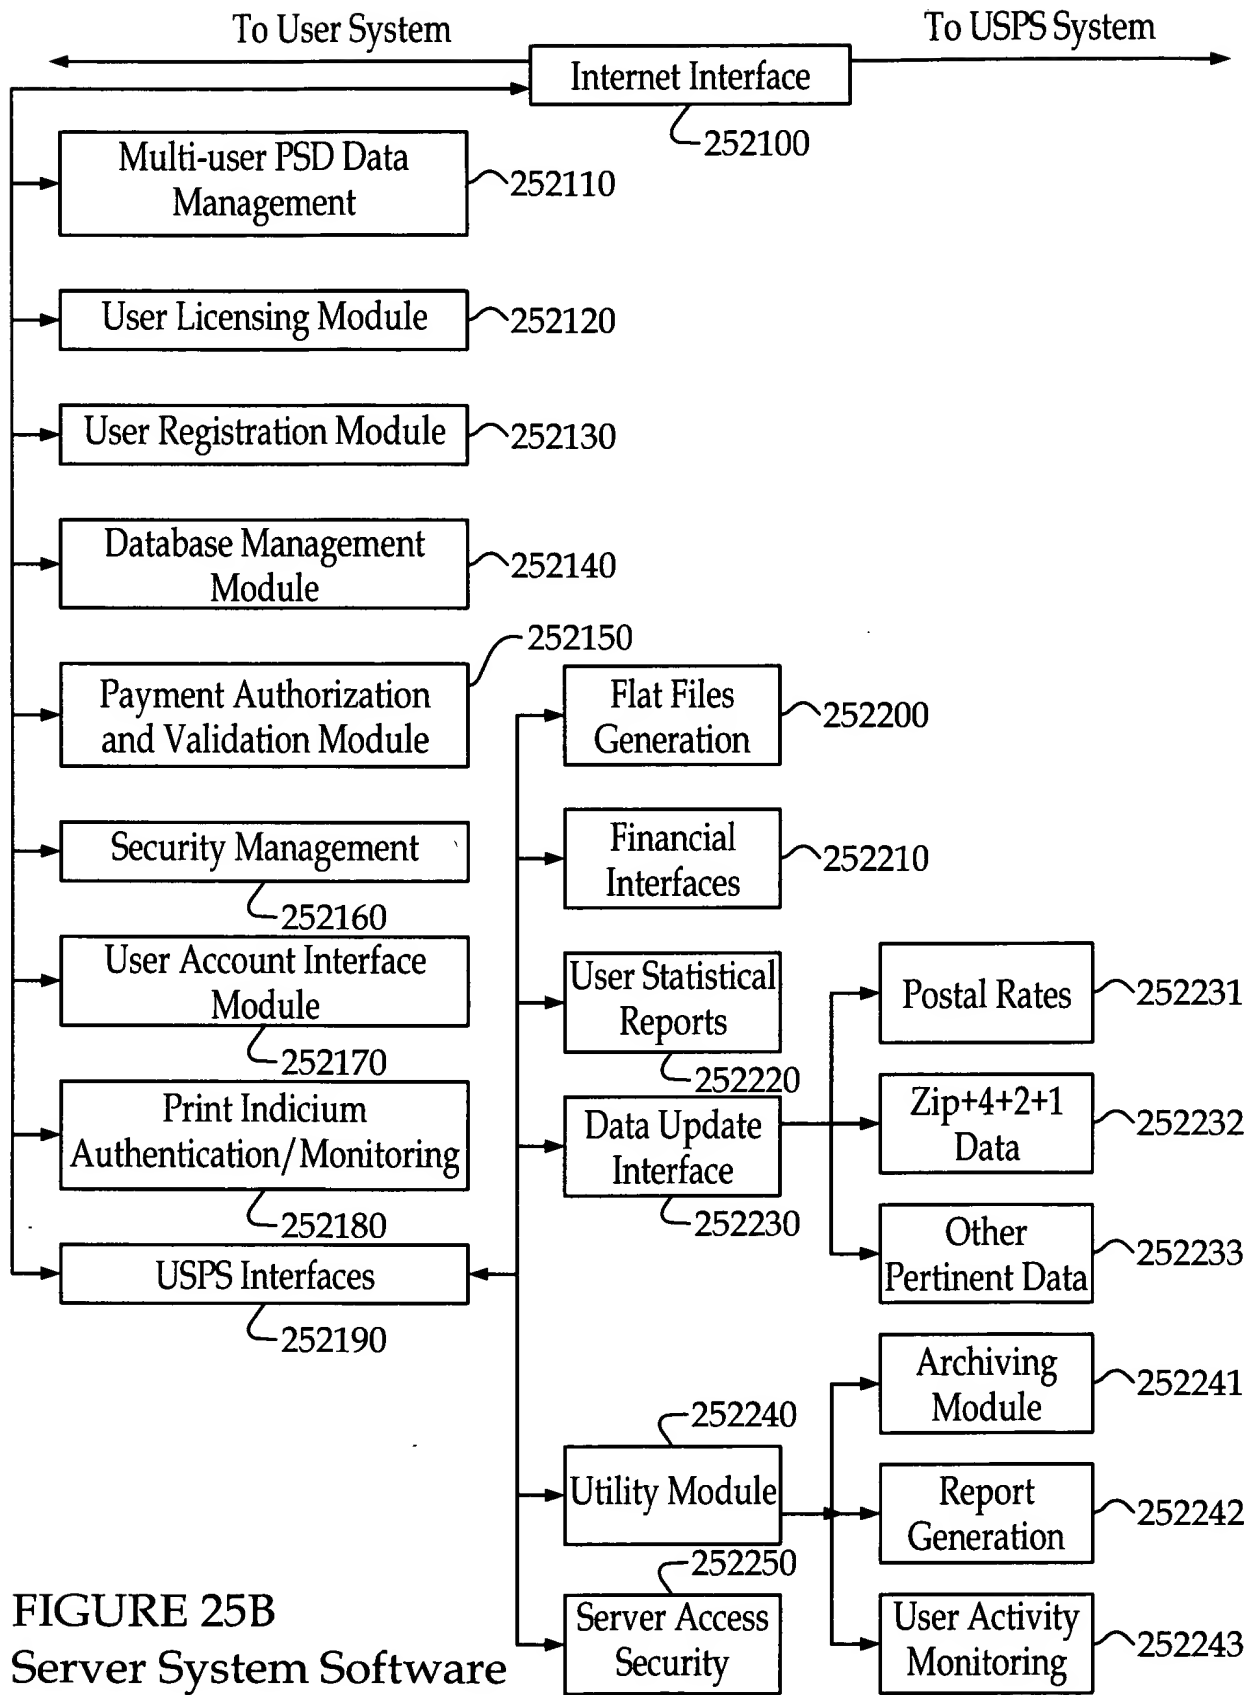 To User System
To USPS System
Internet Interface
252100
Multi-user PSD Data
Management
252110
User Licensing Module
252120
User Registration Module
252130
Database Management
Module
252140
252150
Payment Authorization
and Validation Module
Flat Files
Generation
252200
Security Management
252160
Financial
Interfaces
252210
User Account Interface
Module
252170
User Statistical
Reports
252220
Postal Rates
252231
Print Indicium
Authentication/Monitoring
252180
Data Update
Interface
252230
Zip+4+2+1
Data
252232
USPS Interfaces
252190
Other
Pertinent Data
252233
Archiving
Module
252241
252240
Utility Module
Report
Generation
252242
252250
Server Access
Security
User Activity
Monitoring
252243
FIGURE 25B
Server System Software